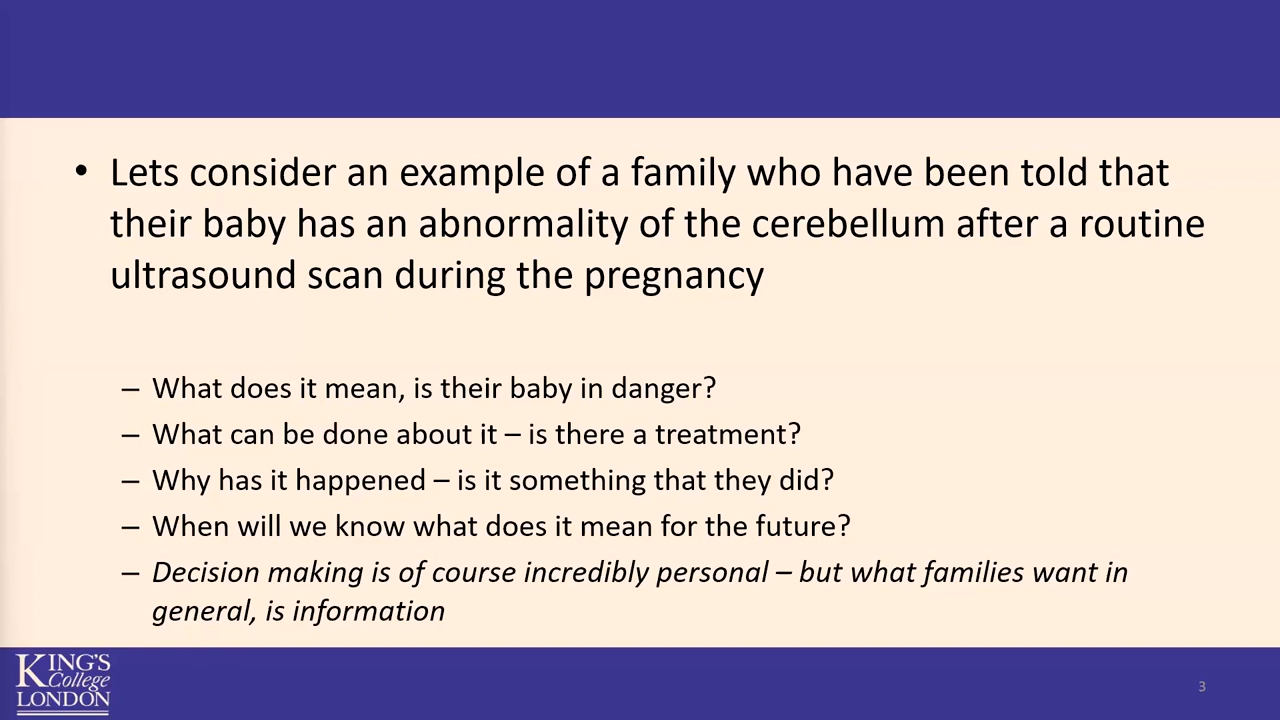 • Lets consider an example of a family who have been told that
their baby has an abnormality of the cerebellum after a routine
ultrasound scan during the pregnancy
– What does it mean, is their baby in danger?
– What can be done about it – is there a treatment?
– Why has it happened – is it something that they did?
– When will we know what does it mean for the future?
– Decision making is of course incredibly personal – but what families want in
general, is information
KING'S
College
LONDON
3